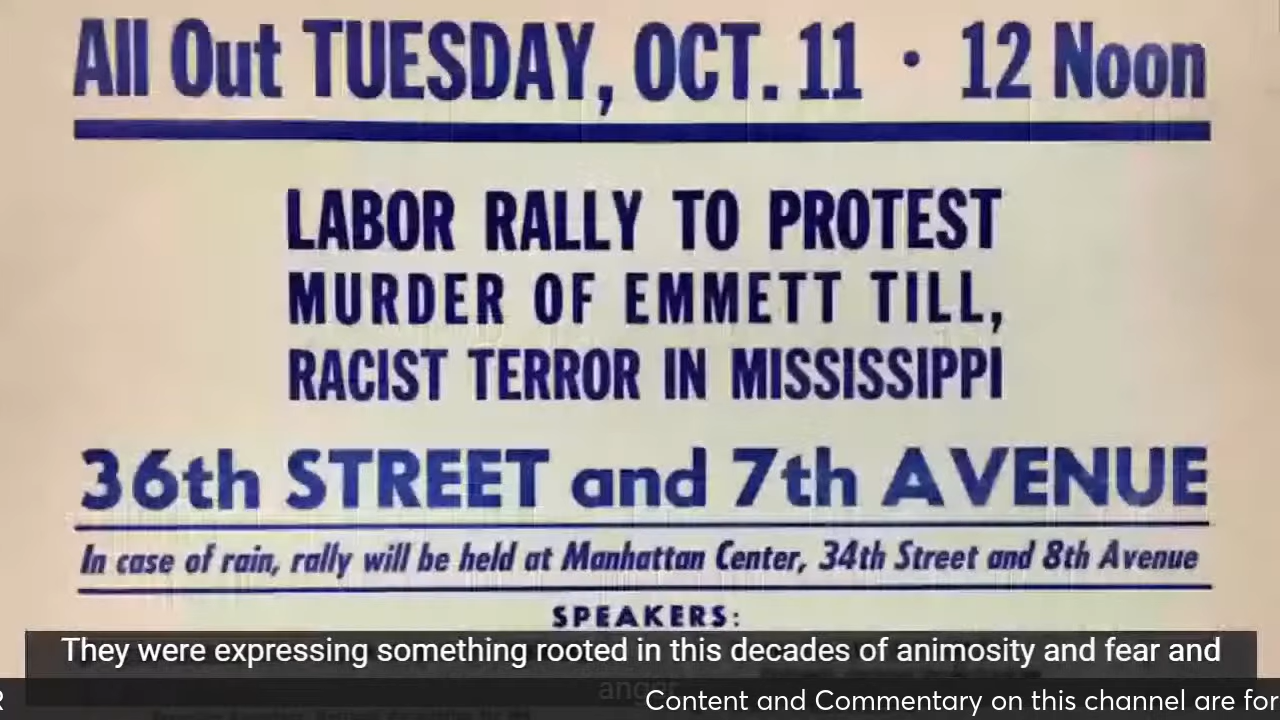 All Out TUESDAY, OCT. 11 · 12 Noon
LABOR RALLY TO PROTEST
MURDER OF EMMETT TILL,
RACIST TERROR IN MISSISSIPPI
36th STREET and 7th AVENUE
In case of rain, rally will be held at Manhattan Center, 34th Street and 8th Avenue
SPEAKERS:
They were expressing something rooted in this decades of animosity and fear and
anger
R Content and Commentary on this channel are for